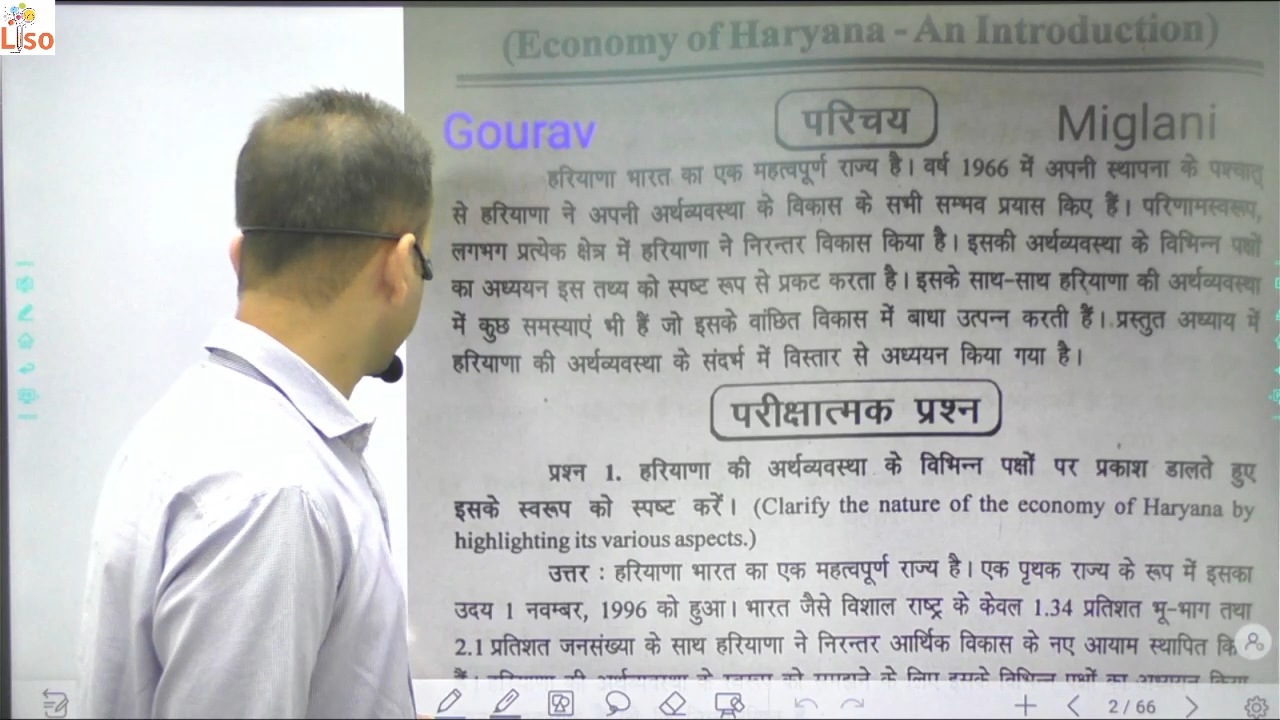 Liso
(Economy of Haryana - An Introduction)
Gourav
परिचय
Miglani
हरियाणा भारत का एक महत्वपूर्ण राज्य है। वर्ष 1966 में अपनी स्थापना के पश्चात्
से हरियाणा ने अपनी अर्थव्यवस्था के विकास के सभी सम्भव प्रयास किए हैं। परिणामस्वरूप,
लगभग प्रत्येक क्षेत्र में हरियाणा ने निरन्तर विकास किया है। इसकी अर्थव्यवस्था के विभिन्न पक्षों
का अध्ययन इस तथ्य को स्पष्ट रूप से प्रकट करता है। इसके साथ-साथ हरियाणा की अर्थव्यवस्था
में कुछ समस्याएं भी हैं जो इसके वांछित विकास में बाधा उत्पन्न करती हैं। प्रस्तुत अध्याय में
हरियाणा की अर्थव्यवस्था के संदर्भ में विस्तार से अध्ययन किया गया है।
परीक्षात्मक प्रश्न
प्रश्न 1. हरियाणा की अर्थव्यवस्था के विभिन्न पक्षों पर प्रकाश डालते हुए
इसके स्वरूप को स्पष्ट करें। (Clarify the nature of the economy of Haryana by
highlighting its various aspects.)
उत्तर : हरियाणा भारत का एक महत्वपूर्ण राज्य है। एक पृथक राज्य के रूप में इसका
उदय 1 नवम्बर, 1996 को हुआ। भारत जैसे विशाल राष्ट्र के केवल 1.34 प्रतिशत भू-भाग तथा
2.1 प्रतिशत जनसंख्या के साथ हरियाणा ने निरन्तर आर्थिक विकास के नए आयाम स्थापित
2 / 66